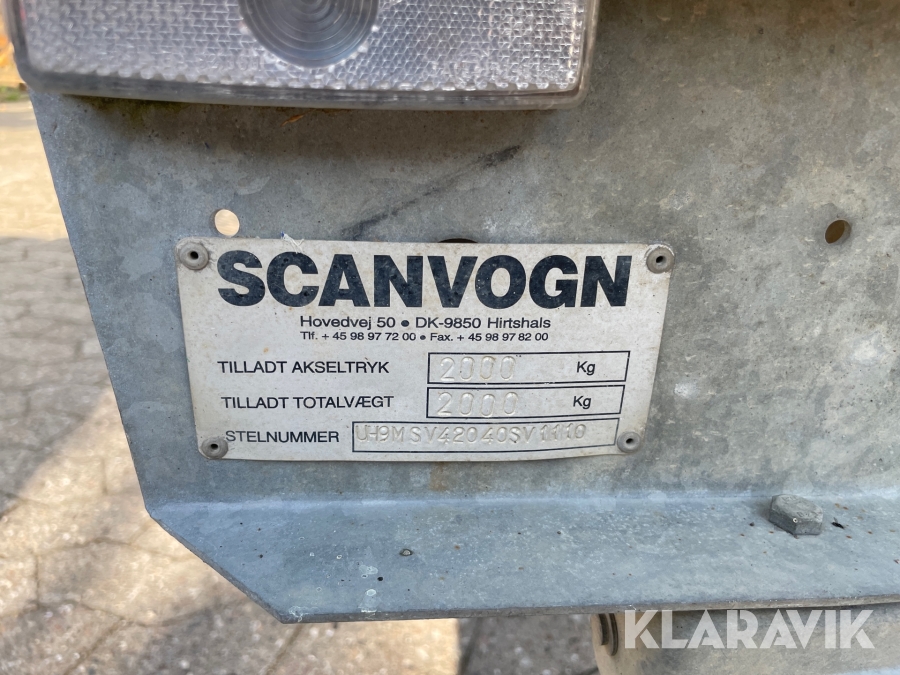 SCANVOGN
Hovedvej 50 • DK-9850 Hirtshals
Tlf. + 45 98 97 72 00 • Fax. + 45 98 97 82 00
TILLADT AKSELTRYK 2000 Kg
TILLADT TOTALVÆGT 2000 Kg
STELNUMMER UH9MSV42040SV1110
KLARAVIK